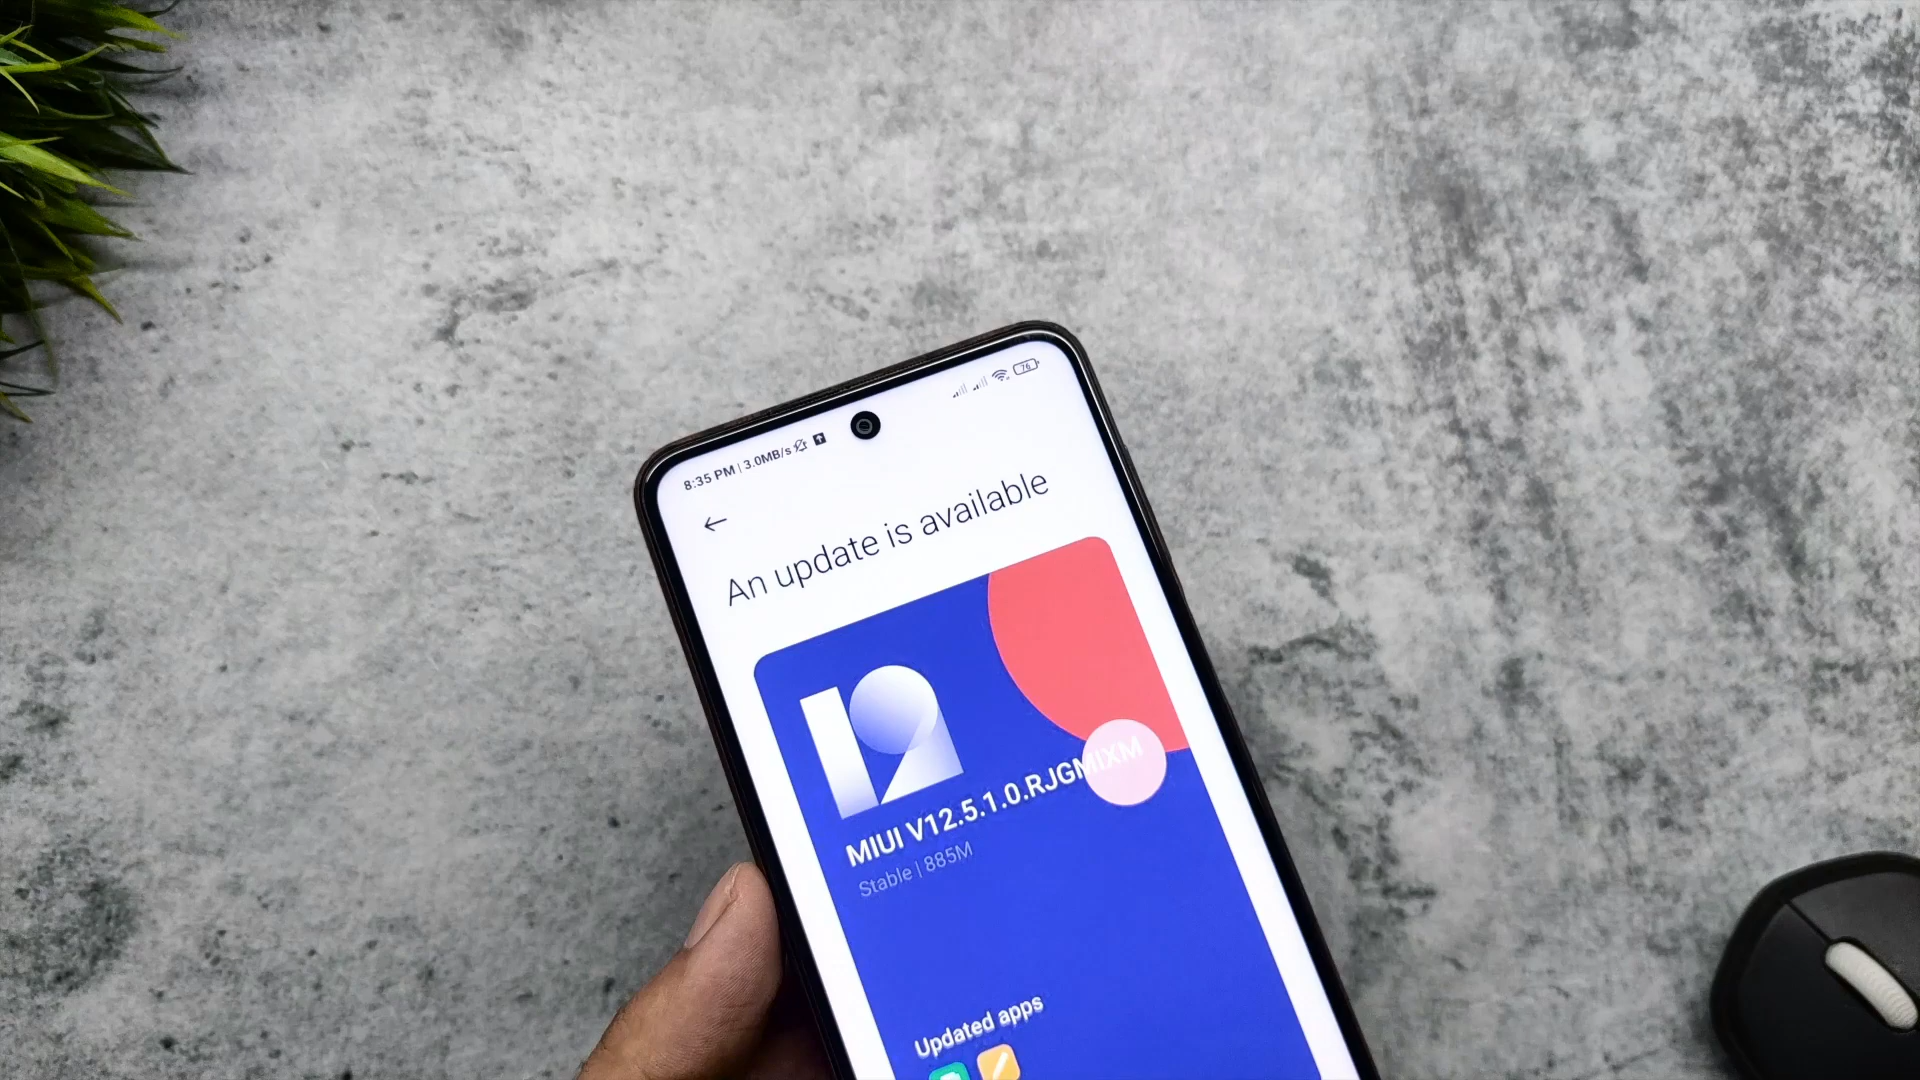 8:35 PM | 3.0MB/s
76
An update is available
12
MIUI V12.5.1.0.RJGMIXM
Stable | 885M
Updated apps